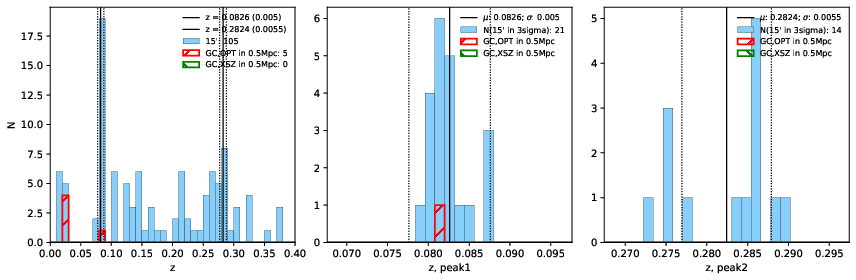 z = 0.0826 (0.005)
z = 0.2824 (0.0055)
15': 105
GC,OPT in 0.5Mpc: 5
GC,XSZ in 0.5Mpc: 0
17.5
15.0
12.5
10.0
7.5
5.0
2.5
0.0
N
0.00 0.05 0.10 0.15 0.20 0.25 0.30 0.35 0.40
z
μ: 0.0826; σ: 0.005
N(15' in 3sigma): 21
GC,OPT in 0.5Mpc
GC,XSZ in 0.5Mpc
6
5
4
3
2
1
0
0.070 0.075 0.080 0.085 0.090 0.095
z, peak1
μ: 0.2824; σ: 0.0055
N(15' in 3sigma): 14
GC,OPT in 0.5Mpc
GC,XSZ in 0.5Mpc
5
4
3
2
1
0
0.270 0.275 0.280 0.285 0.290 0.295
z, peak2